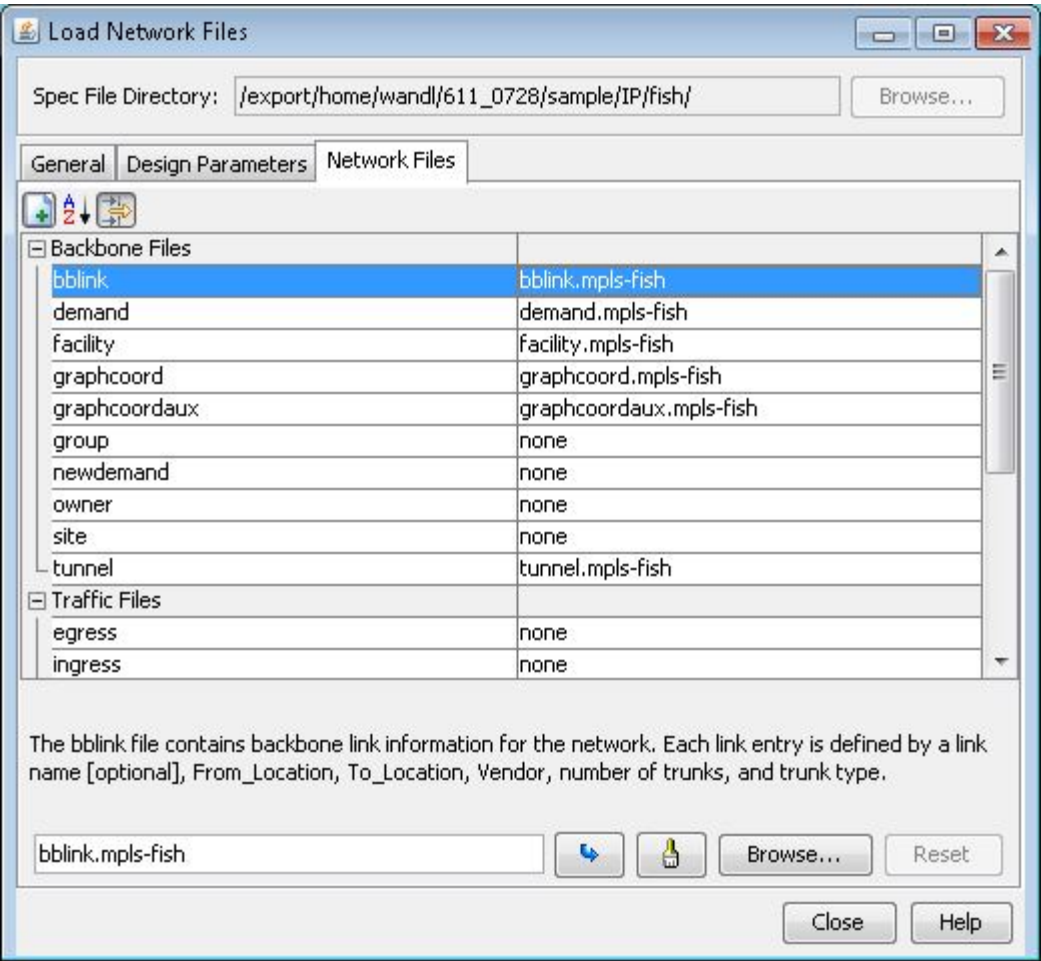 Load Network Files
Spec File Directory: /export/home/wandl/611_0728/sample/IP/fish/ Browse...
General Design Parameters Network Files
Backbone Files
bblink bblink.mpls-fish
demand demand.mpls-fish
facility facility.mpls-fish
graphcoord graphcoord.mpls-fish
graphcoordaux graphcoordaux.mpls-fish
group none
newdemand none
owner none
site none
tunnel tunnel.mpls-fish
Traffic Files
egress none
ingress none
The bblink file contains backbone link information for the network. Each link entry is defined by a link
name [optional], From_Location, To_Location, Vendor, number of trunks, and trunk type.
bblink.mpls-fish Browse... Reset
Close Help